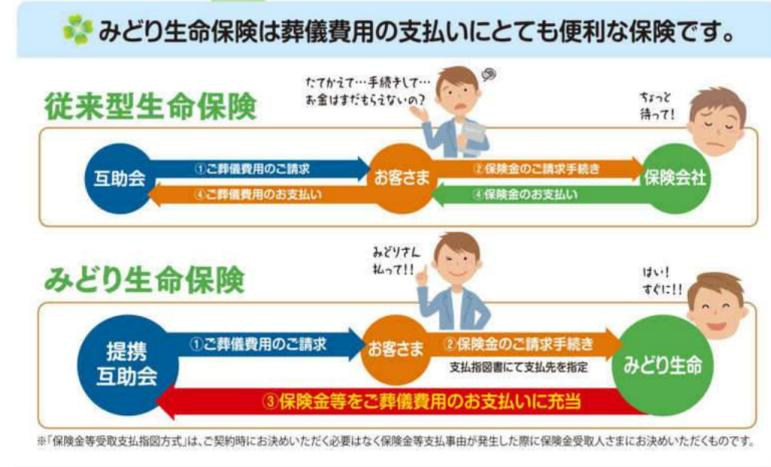 みどり生命保険は葬儀費用の支払いにとても便利な保険です。
従来型生命保険
たてかえて…手続きして…
お金はまだもらえないの？
ちょっと
待って！
互助会
①ご葬儀費用のご請求
お客さま
②保険金のご請求手続き
保険会社
④ご葬儀費用のお支払い
④保険金のお支払い
みどり生命保険
みどりさん
払って!!
はい！
すぐに!!
提携
互助会
①ご葬儀費用のご請求
お客さま
②保険金のご請求手続き
支払指図書にて支払先を指定
みどり生命
③保険金等をご葬儀費用のお支払いに充当
※「保険金等受取支払指図方式」は、ご契約時にお決めいただく必要はなく保険金等支払事由が発生した際に保険金受取人さまにお決めいただくものです。